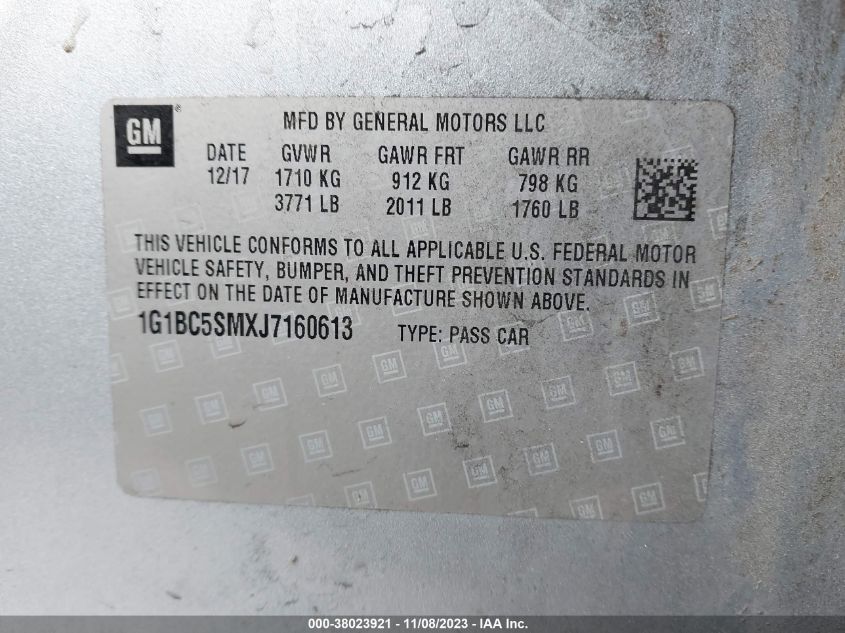 GM ®
MFD BY GENERAL MOTORS LLC
DATE GVWR GAWR FRT GAWR RR
12/17 1710 KG 912 KG 798 KG
3771 LB 2011 LB 1760 LB
THIS VEHICLE CONFORMS TO ALL APPLICABLE U.S. FEDERAL MOTOR
VEHICLE SAFETY, BUMPER, AND THEFT PREVENTION STANDARDS IN
EFFECT ON THE DATE OF MANUFACTURE SHOWN ABOVE.
1G1BC5SMXJ7160613 TYPE: PASS CAR
000-38023921 - 11/08/2023 - IAA Inc.